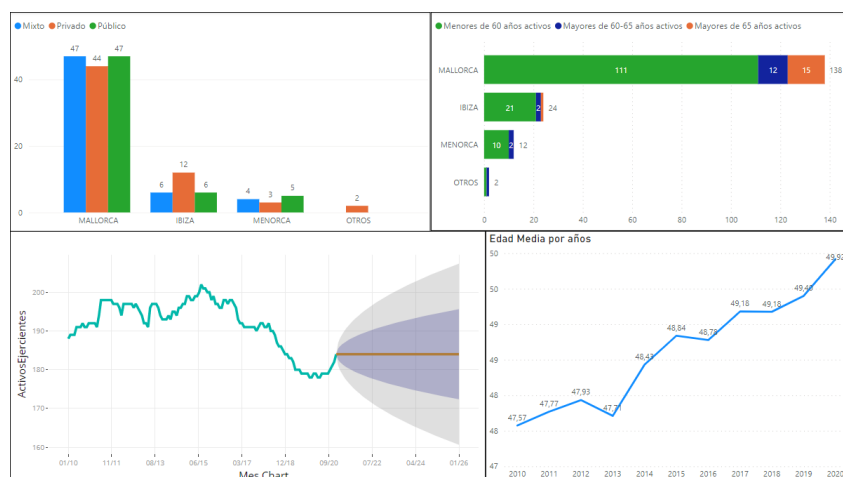 Mixto Privado Público
47 44 47
6 12 6
4 3 5
2
40
20
0
MALLORCA IBIZA MENORCA OTROS
Menores de 60 años activos Mayores de 60-65 años activos Mayores de 65 años activos
MALLORCA 111 12 15 138
IBIZA 21 2 24
MENORCA 10 2 12
OTROS 2
0 20 40 60 80 100 120 140
ActivosEjercientes
200
190
180
170
160
01/10 11/11 08/13 06/15 03/17 12/18 09/20 07/22 04/24 01/26
Mes Chart
Edad Media por años
50
50
49
49
48
48
47
47,57 47,77 47,93 47,71 48,43 48,84 48,78 49,18 49,18 49,40 49,92
2010 2011 2012 2013 2014 2015 2016 2017 2018 2019 2020